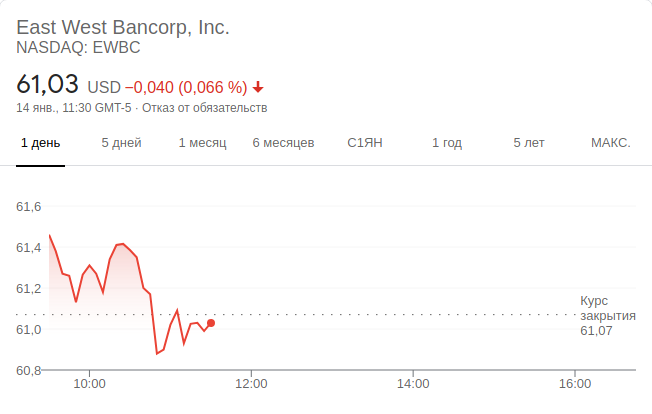 East West Bancorp, Inc.
NASDAQ: EWBC
61,03 USD −0,040 (0,066 %)
14 янв., 11:30 GMT-5 · Отказ от обязательств
1 день 5 дней 1 месяц 6 месяцев С1ЯН 1 год 5 лет МАКС.
61,6
61,4
61,2
Курс
закрытия
61,07
61,0
60,8
10:00 12:00 14:00 16:00